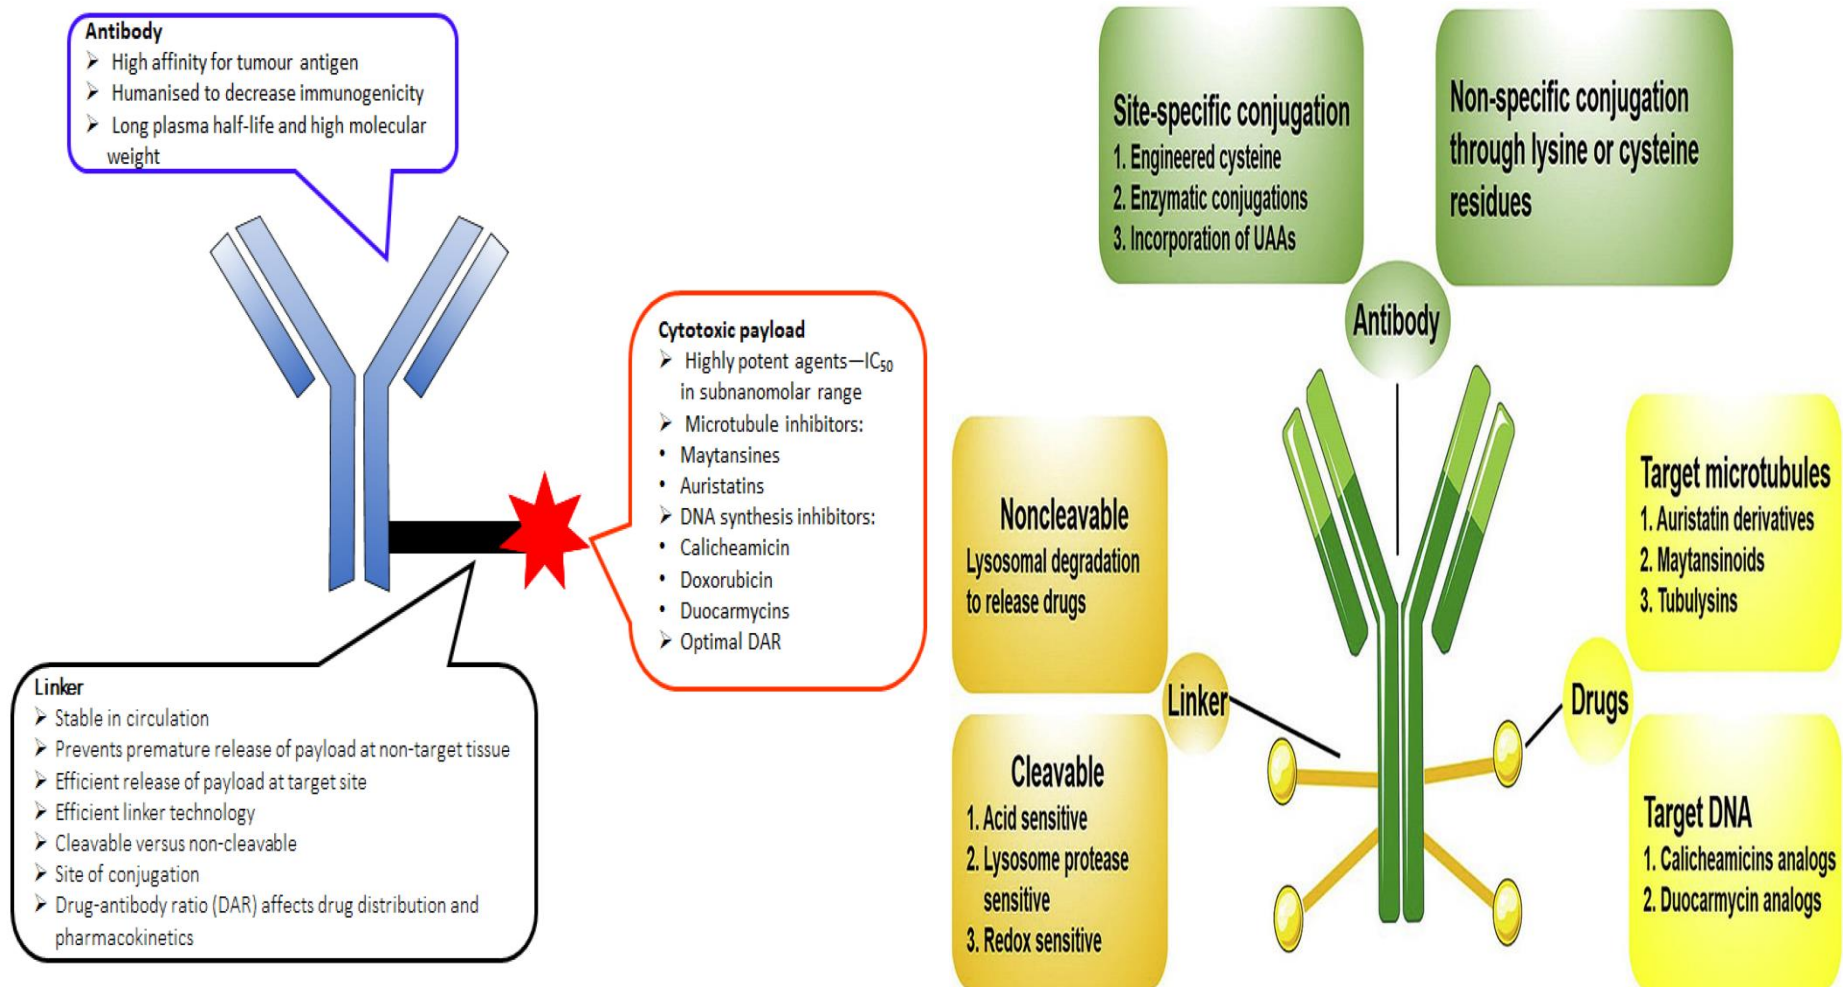 Antibody
➢ High affinity for tumour antigen
➢ Humanised to decrease immunogenicity
➢ Long plasma half-life and high molecular
weight
Cytotoxic payload
➢ Highly potent agents—IC₅₀
in subnanomolar range
➢ Microtubule inhibitors:
• Maytansines
• Auristatins
➢ DNA synthesis inhibitors:
• Calicheamicin
• Doxorubicin
• Duocarmycins
➢ Optimal DAR
Linker
➢ Stable in circulation
➢ Prevents premature release of payload at non-target tissue
➢ Efficient release of payload at target site
➢ Efficient linker technology
➢ Cleavable versus non-cleavable
➢ Site of conjugation
➢ Drug-antibody ratio (DAR) affects drug distribution and
pharmacokinetics
Site-specific conjugation
1. Engineered cysteine
2. Enzymatic conjugations
3. Incorporation of UAAs
Non-specific conjugation
through lysine or cysteine
residues
Antibody
Noncleavable
Lysosomal degradation
to release drugs
Linker
Cleavable
1. Acid sensitive
2. Lysosome protease
sensitive
3. Redox sensitive
Target microtubules
1. Auristatin derivatives
2. Maytansinoids
3. Tubulysins
Drugs
Target DNA
1. Calicheamicins analogs
2. Duocarmycin analogs